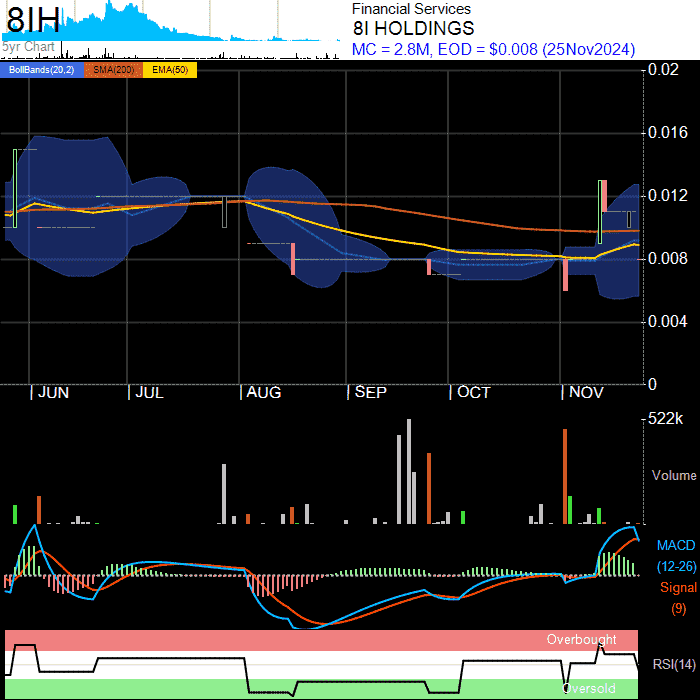 8IH
5yr Chart
Financial Services
8I HOLDINGS
MC = 2.8M, EOD = $0.008 (25Nov2024)
BollBands(20,2) SMA(200) EMA(50)
0.02
0.016
0.012
0.008
0.004
0
JUN JUL AUG SEP OCT NOV
522k
Volume
MACD
(12-26)
Signal
(9)
Overbought
RSI(14)
Oversold